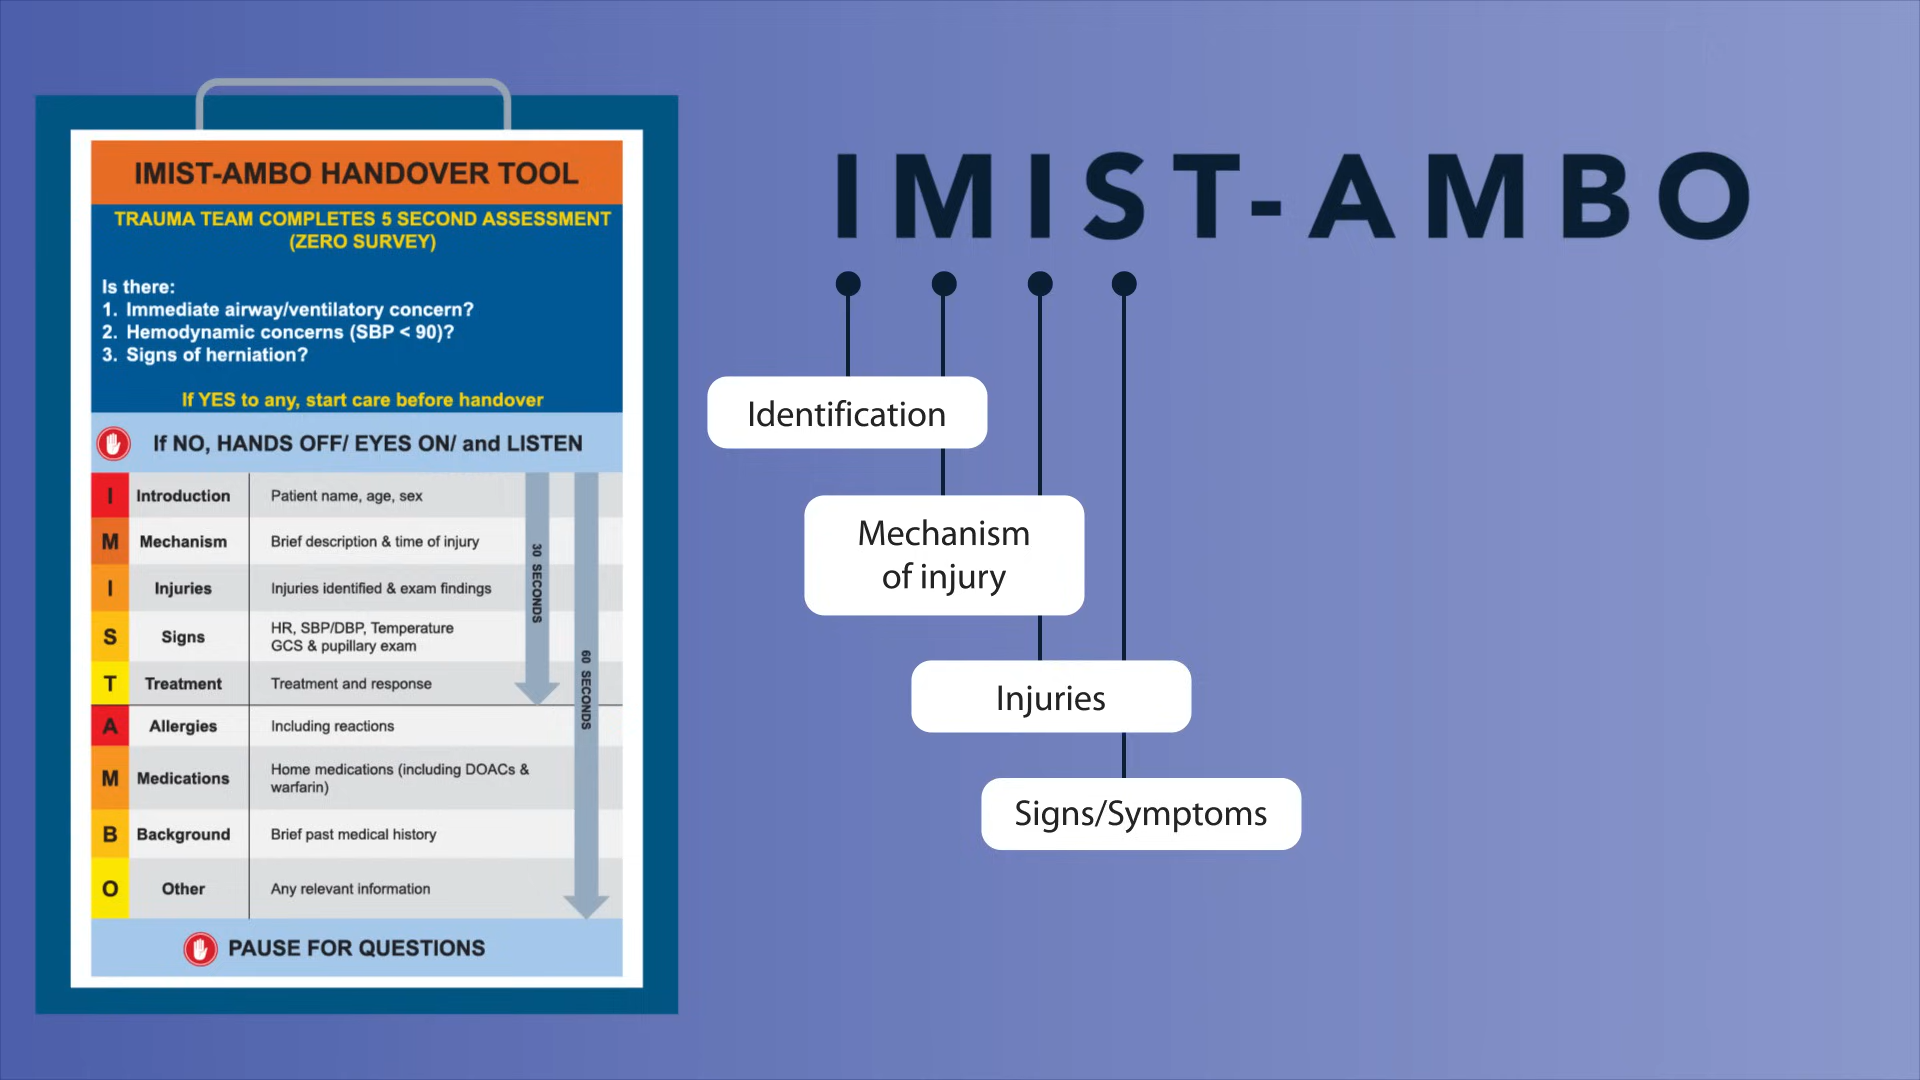 IMIST-AMBO HANDOVER TOOL
TRAUMA TEAM COMPLETES 5 SECOND ASSESSMENT
(ZERO SURVEY)
Is there:
1. Immediate airway/ventilatory concern?
2. Hemodynamic concerns (SBP < 90)?
3. Signs of herniation?
If YES to any, start care before handover
If NO, HANDS OFF/ EYES ON/ and LISTEN
I Introduction Patient name, age, sex
M Mechanism Brief description & time of injury
I Injuries Injuries identified & exam findings
S Signs HR, SBP/DBP, Temperature
GCS & pupillary exam
T Treatment Treatment and response
30 SECONDS
A Allergies Including reactions
M Medications Home medications (including DOACs &
warfarin)
B Background Brief past medical history
O Other Any relevant information
60 SECONDS
PAUSE FOR QUESTIONS
IMIST-AMBO
Identification
Mechanism
of injury
Injuries
Signs/Symptoms